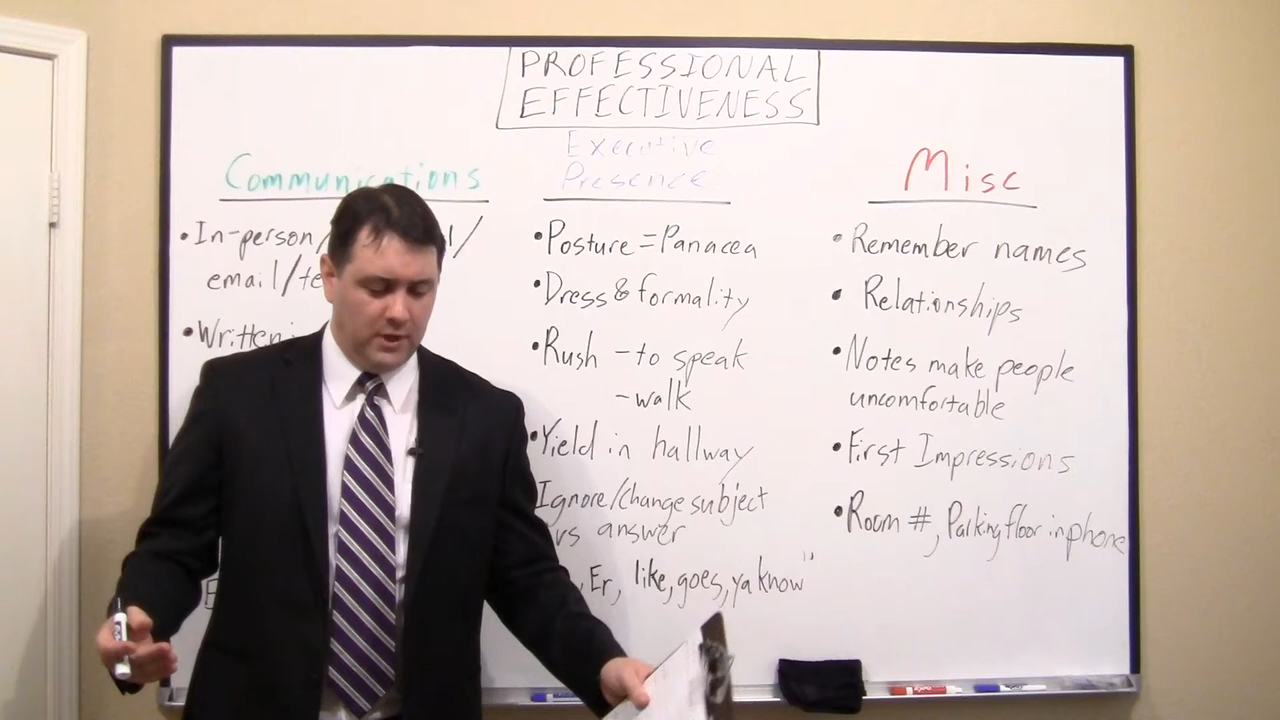 PROFESSIONAL
EFFECTIVENESS
Communications
• In-person/
email/
• Written
Executive
Presence
• Posture = Panacea
• Dress & formality
• Rush - to speak
- walk
• Yield in hallway
Ignore/change subject
vs answer
, Er, like, goes, ya know"
Misc
• Remember names
• Relationships
• Notes make people
uncomfortable
• First Impressions
• Room #, Parking floor in phone